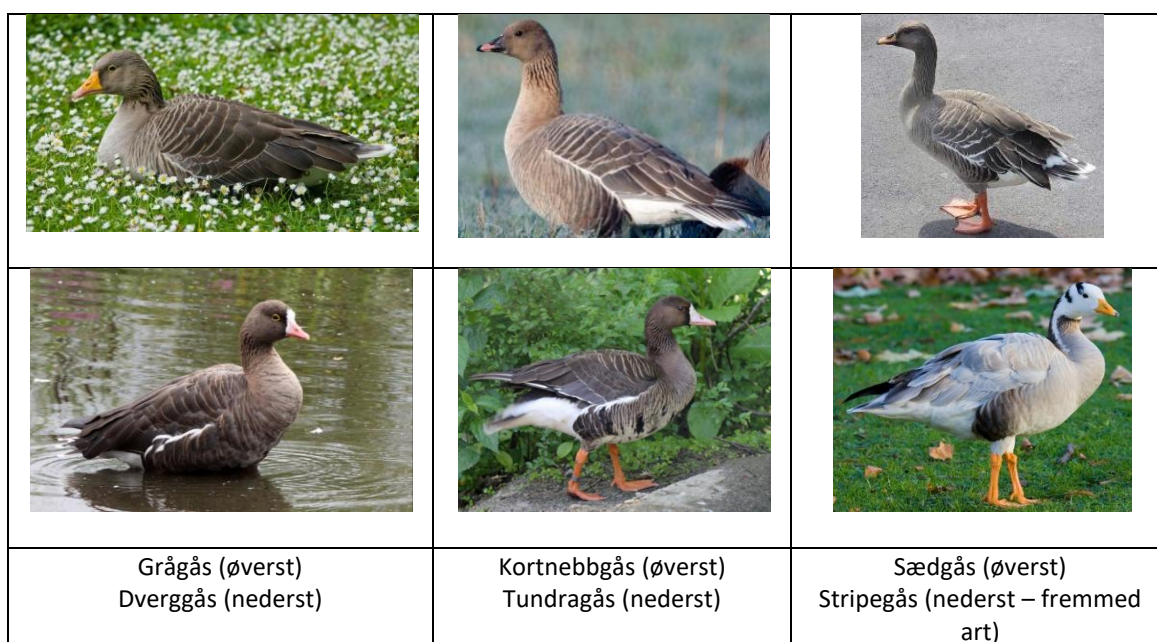 Grågås (øverst)
Dverggås (nederst)
Kortnebbgås (øverst)
Tundragås (nederst)
Sædgås (øverst)
Stripegås (nederst – fremmed
art)